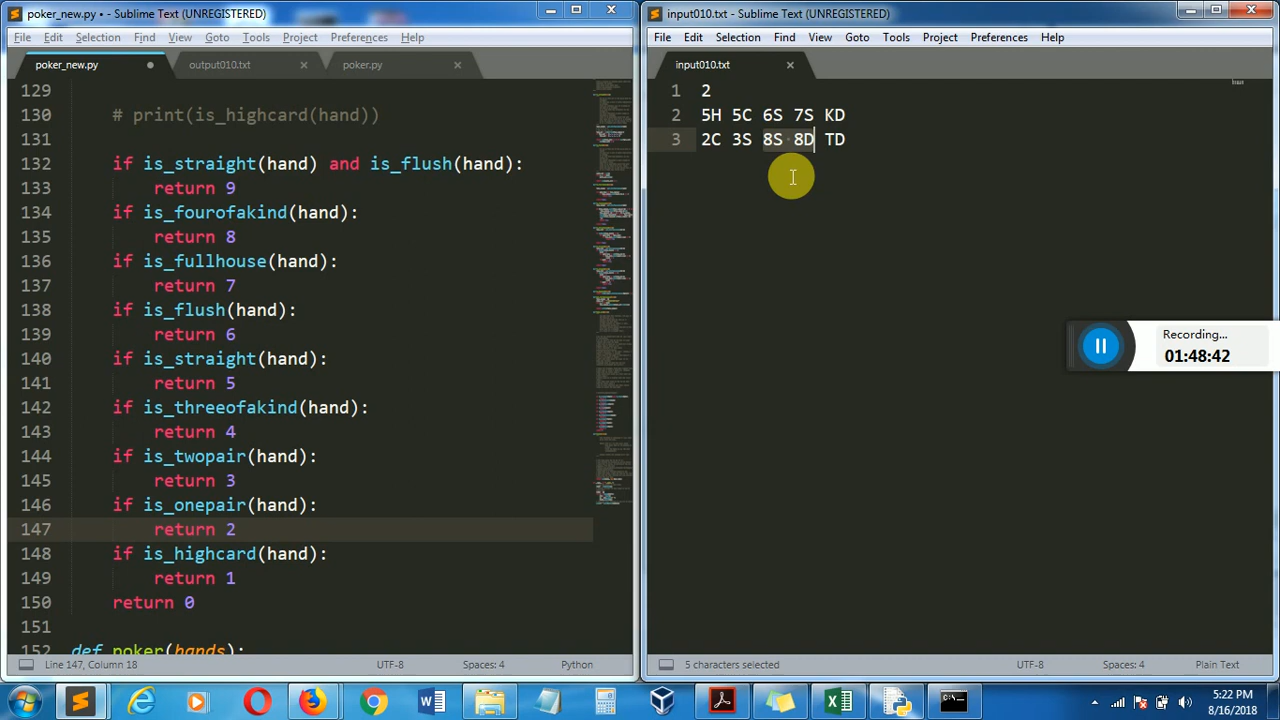 poker_new.py • - Sublime Text (UNREGISTERED)
File Edit Selection Find View Goto Tools Project Preferences Help
poker_new.py
output010.txt
poker.py
129
130 # print(is_highcard(hand))
131
132 if is_straight(hand) and is_flush(hand):
133 return 9
134 if is_fourofakind(hand):
135 return 8
136 if is_fullhouse(hand):
137 return 7
138 if is_flush(hand):
139 return 6
140 if is_straight(hand):
141 return 5
142 if is_threeofakind(hand):
143 return 4
144 if is_twopair(hand):
145 return 3
146 if is_onepair(hand):
147 return 2
148 if is_highcard(hand):
149 return 1
150 return 0
151
152 def poker(hands):
Line 147, Column 18
UTF-8
Spaces: 4
Python
input010.txt - Sublime Text (UNREGISTERED)
File Edit Selection Find View Goto Tools Project Preferences Help
input010.txt
1 2
2 5H 5C 6S 7S KD
3 2C 3S 8S 8D TD
Recording...
01:48:42
5 characters selected
UTF-8
Spaces: 4
Plain Text
5:22 PM
8/16/2018